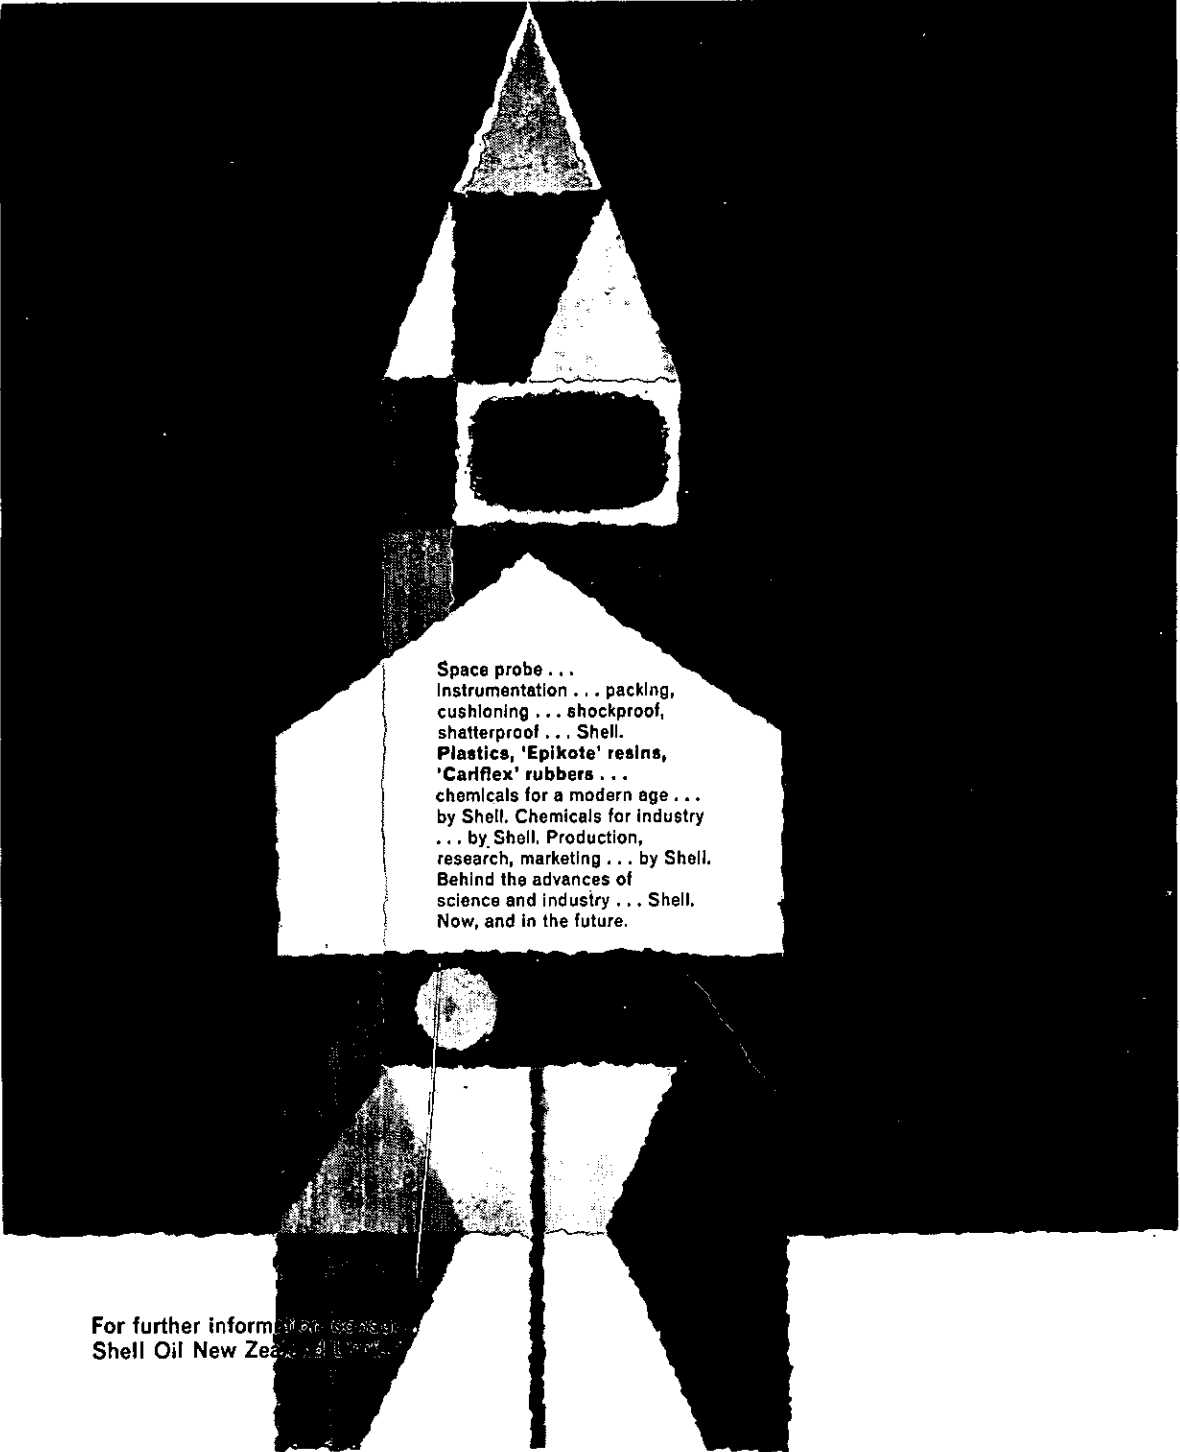 Space probe . . .
instrumentation . . . packing,
cushioning . . . shockproof,
shatterproof . . . Shell.
Plastics, 'Epikote' resins,
'Cariflex' rubbers . . .
chemicals for a modern age . . .
by Shell. Chemicals for industry
. . . by Shell. Production,
research, marketing . . . by Shell.
Behind the advances of
science and industry . . . Shell.
Now, and in the future.
For further information
Shell Oil New Zealand